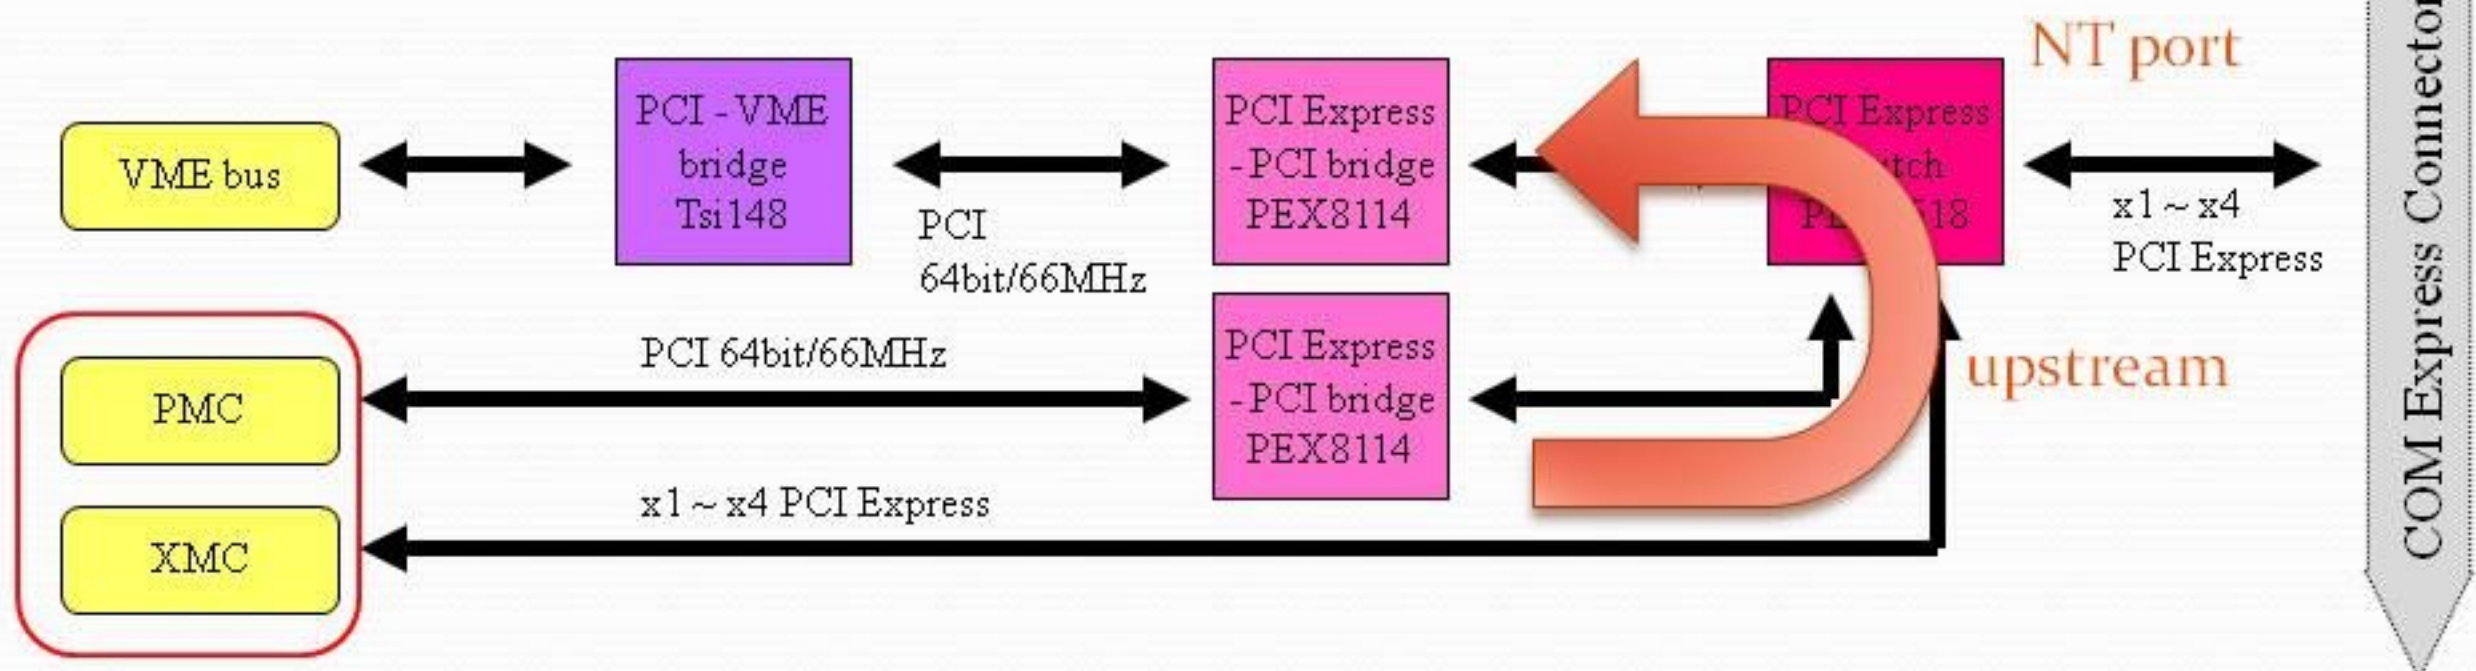 NT port
PCI - VME
bridge
Tsi148
PCI Express
- PCI bridge
PEX8114
PCI Express
VME bus
x1 ~ x4
PCI Express
PCI
64bit/66MHz
PCI 64bit/66MHz
PCI Express
- PCI bridge
PEX8114
upstream
PMC
x1 ~ x4 PCI Express
XMC
COM Express Connector